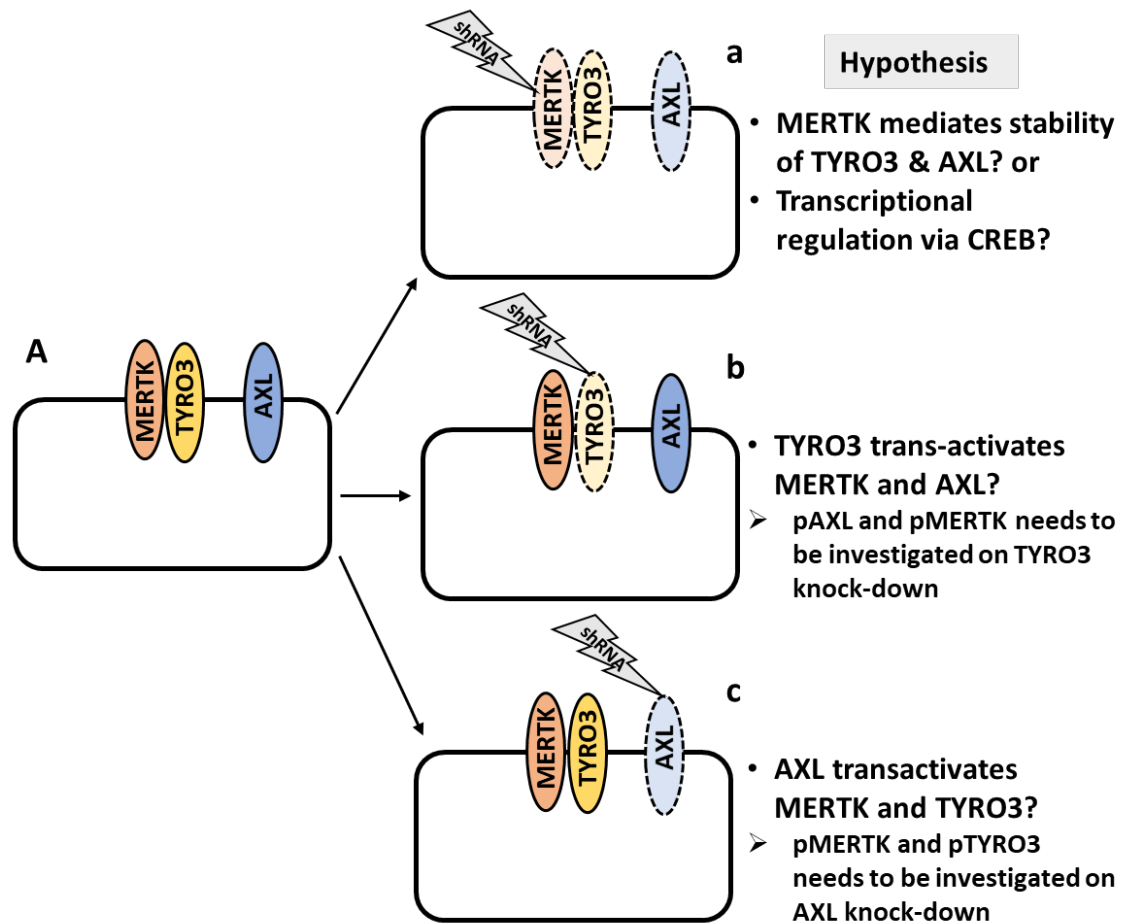 A
MERTK
TYRO3
AXL
shRNA
MERTK
TYRO3
AXL
a
Hypothesis
• MERTK mediates stability
of TYRO3 & AXL? or
• Transcriptional
regulation via CREB?
shRNA
MERTK
TYRO3
AXL
b
• TYRO3 trans-activates
MERTK and AXL?
➢ pAXL and pMERTK needs to
be investigated on TYRO3
knock-down
shRNA
MERTK
TYRO3
AXL
c
• AXL transactivates
MERTK and TYRO3?
➢ pMERTK and pTYRO3
needs to be investigated on
AXL knock-down